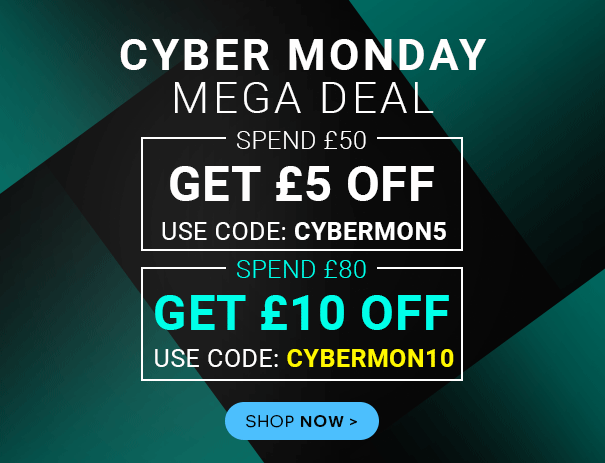 CYBER MONDAY
MEGA DEAL
SPEND £50
GET £5 OFF
USE CODE: CYBERMON5
SPEND £80
GET £10 OFF
USE CODE: CYBERMON10
SHOP NOW >